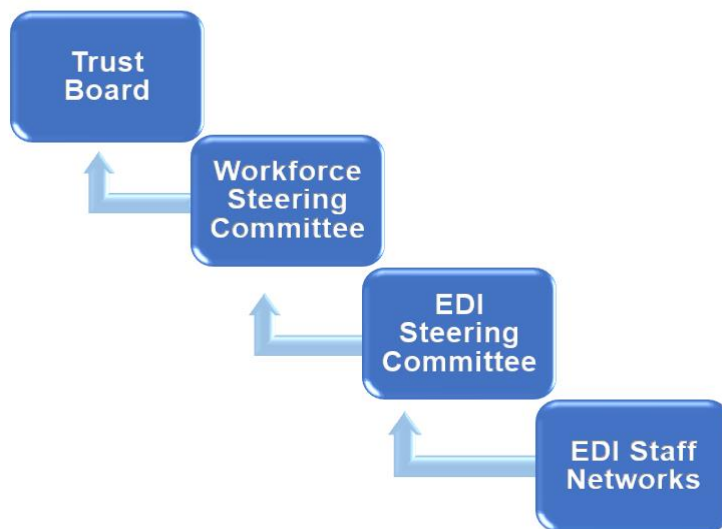 Trust
Board
Workforce
Steering
Committee
EDI
Steering
Committee
EDI Staff
Networks